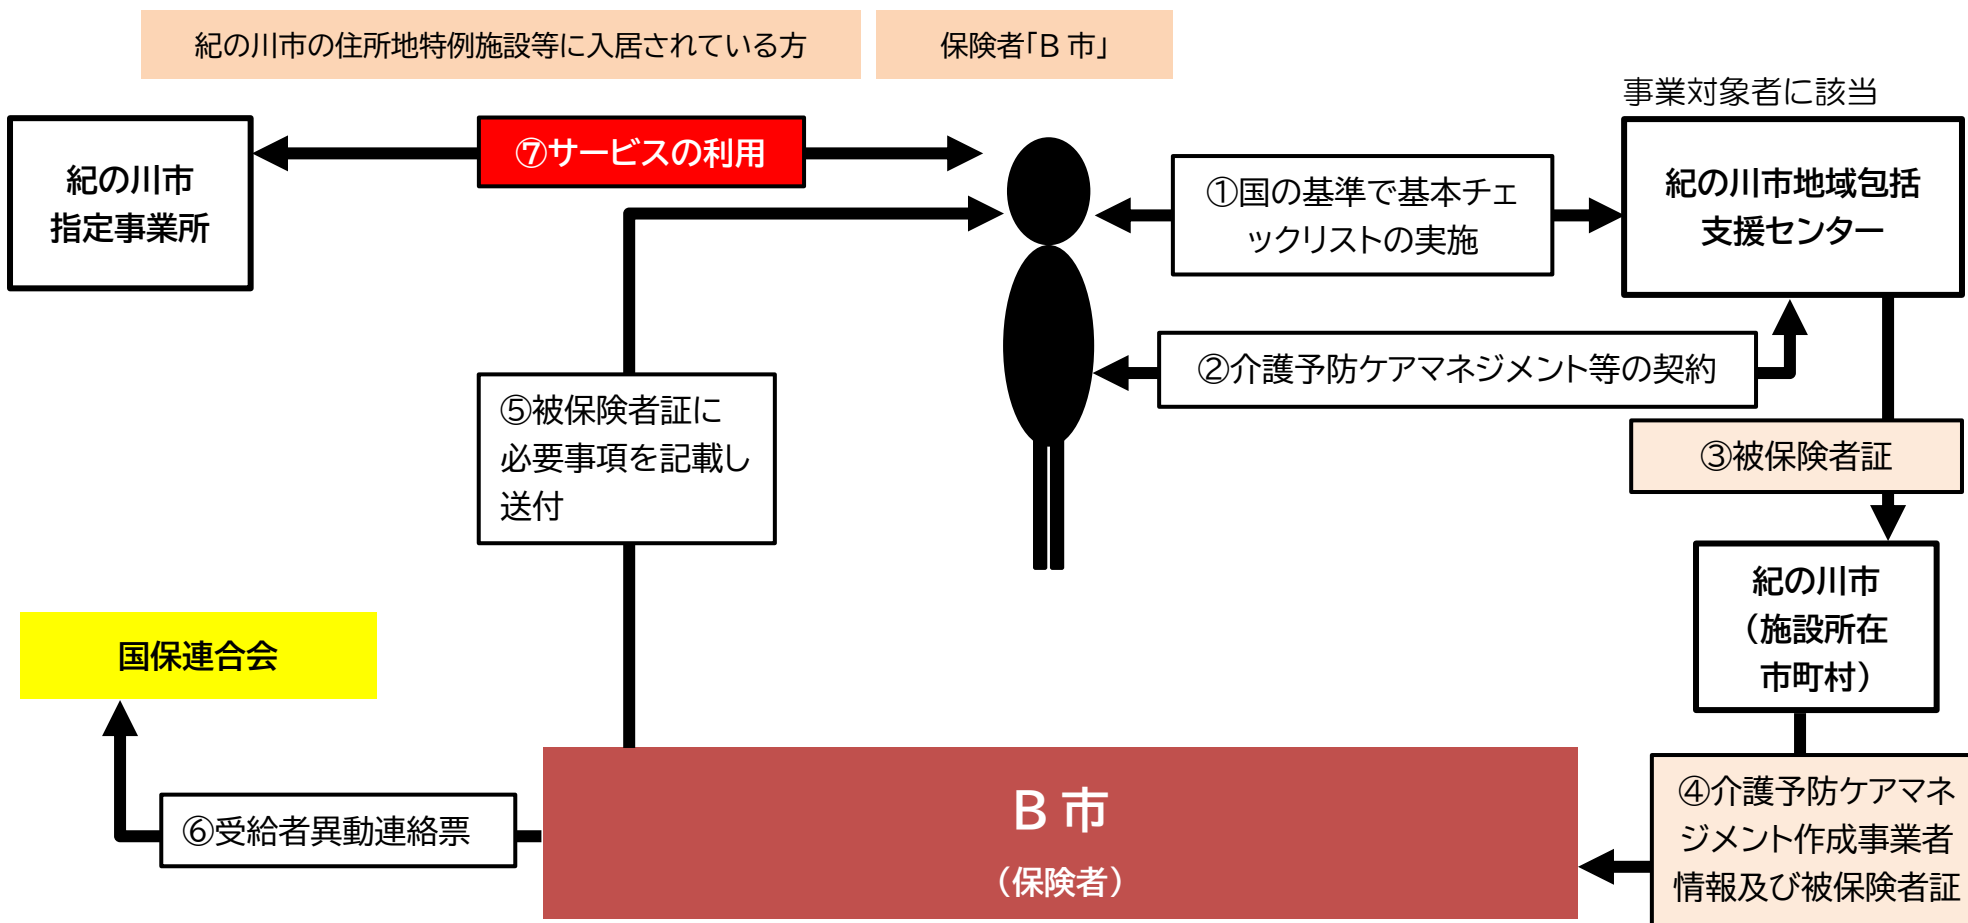 紀の川市の住所地特例施設等に入居されている方
保険者「B 市」
事業対象者に該当
紀の川市
指定事業所
⑦サービスの利用
①国の基準で基本チェ
ックリストの実施
紀の川市地域包括
支援センター
②介護予防ケアマネジメント等の契約
⑤被保険者証に
必要事項を記載し
送付
③被保険者証
紀の川市
（施設所在
市町村）
国保連合会
⑥受給者異動連絡票
B 市
（保険者）
④介護予防ケアマネ
ジメント作成事業者
情報及び被保険者証